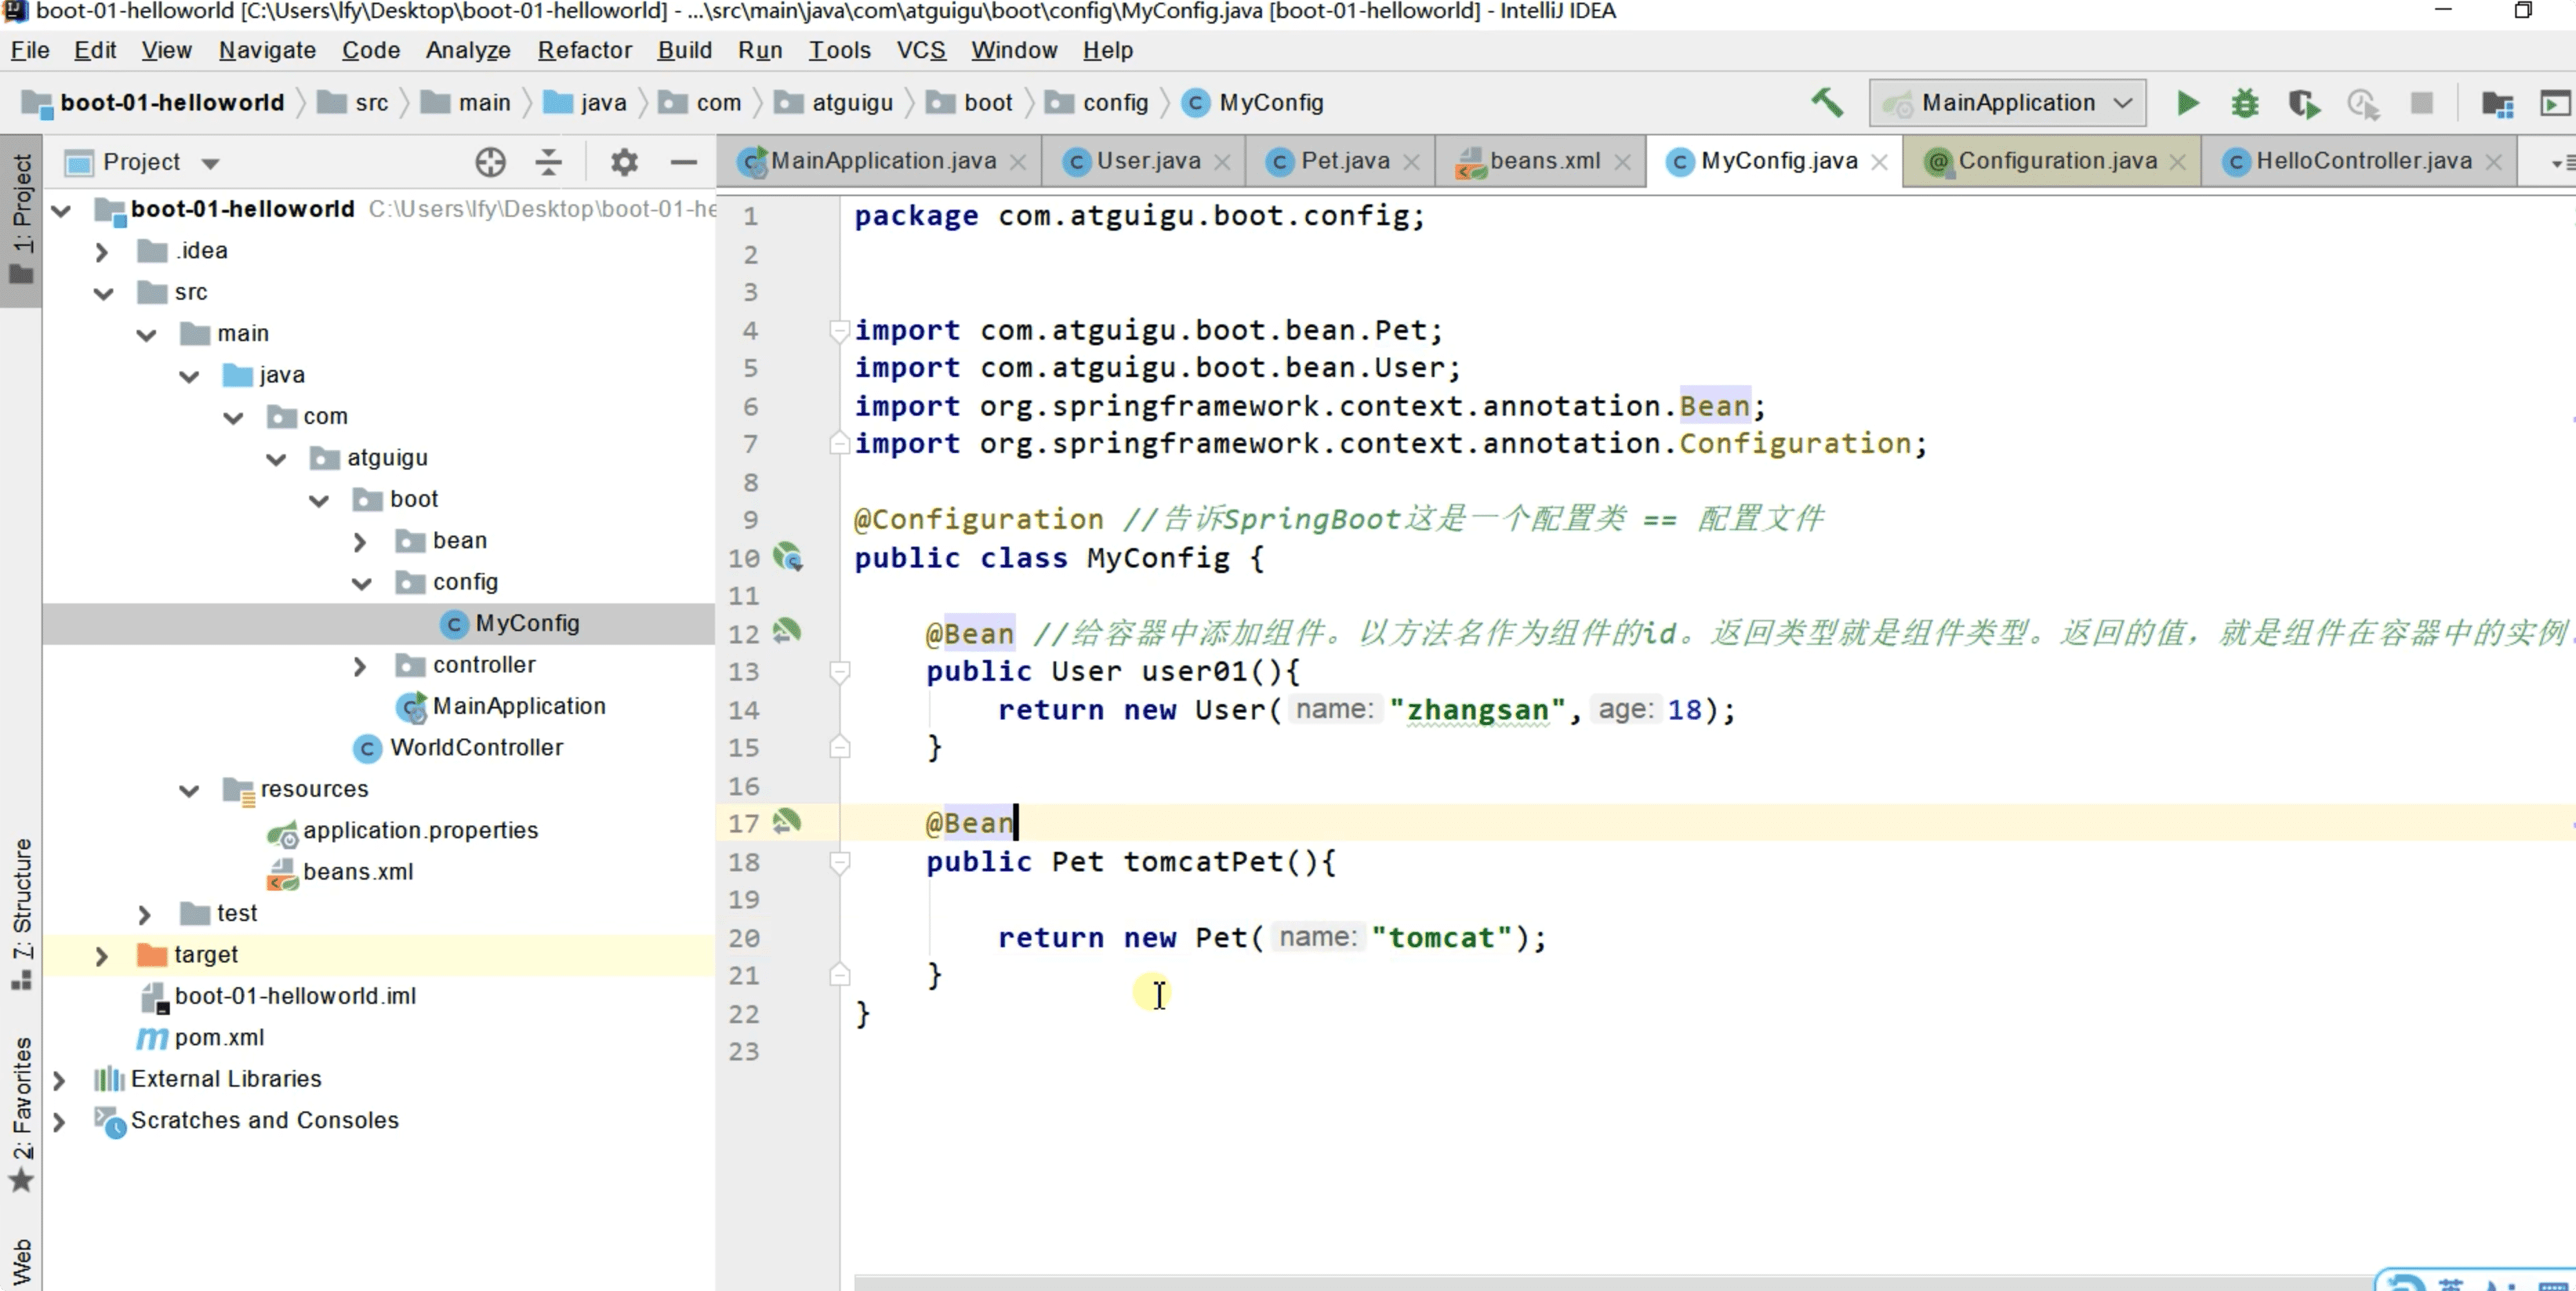 boot-01-helloworld [C:\Users\lfy\Desktop\boot-01-helloworld] - ...\src\main\java\com\atguigu\boot\config\MyConfig.java [boot-01-helloworld] - IntelliJ IDEA
File Edit View Navigate Code Analyze Refactor Build Run Tools VCS Window Help
boot-01-helloworld src main java com atguigu boot config MyConfig MainApplication
Project MainApplication.java User.java Pet.java beans.xml MyConfig.java Configuration.java HelloController.java
1: Project
7: Structure
2: Favorites
Web
boot-01-helloworld C:\Users\lfy\Desktop\boot-01-he
.idea
src
main
java
com
atguigu
boot
bean
config
MyConfig
controller
MainApplication
WorldController
resources
application.properties
beans.xml
test
target
boot-01-helloworld.iml
pom.xml
External Libraries
Scratches and Consoles
1 package com.atguigu.boot.config;
2
3
4 import com.atguigu.boot.bean.Pet;
5 import com.atguigu.boot.bean.User;
6 import org.springframework.context.annotation.Bean;
7 import org.springframework.context.annotation.Configuration;
8
9 @Configuration //告诉SpringBoot这是一个配置类 == 配置文件
10 public class MyConfig {
11
12 @Bean //给容器中添加组件。以方法名作为组件的id。返回类型就是组件类型。返回的值，就是组件在容器中的实例
13 public User user01(){
14 return new User( name: "zhangsan", age: 18);
15 }
16
17 @Bean
18 public Pet tomcatPet(){
19
20 return new Pet( name: "tomcat");
21 }
22 }
23